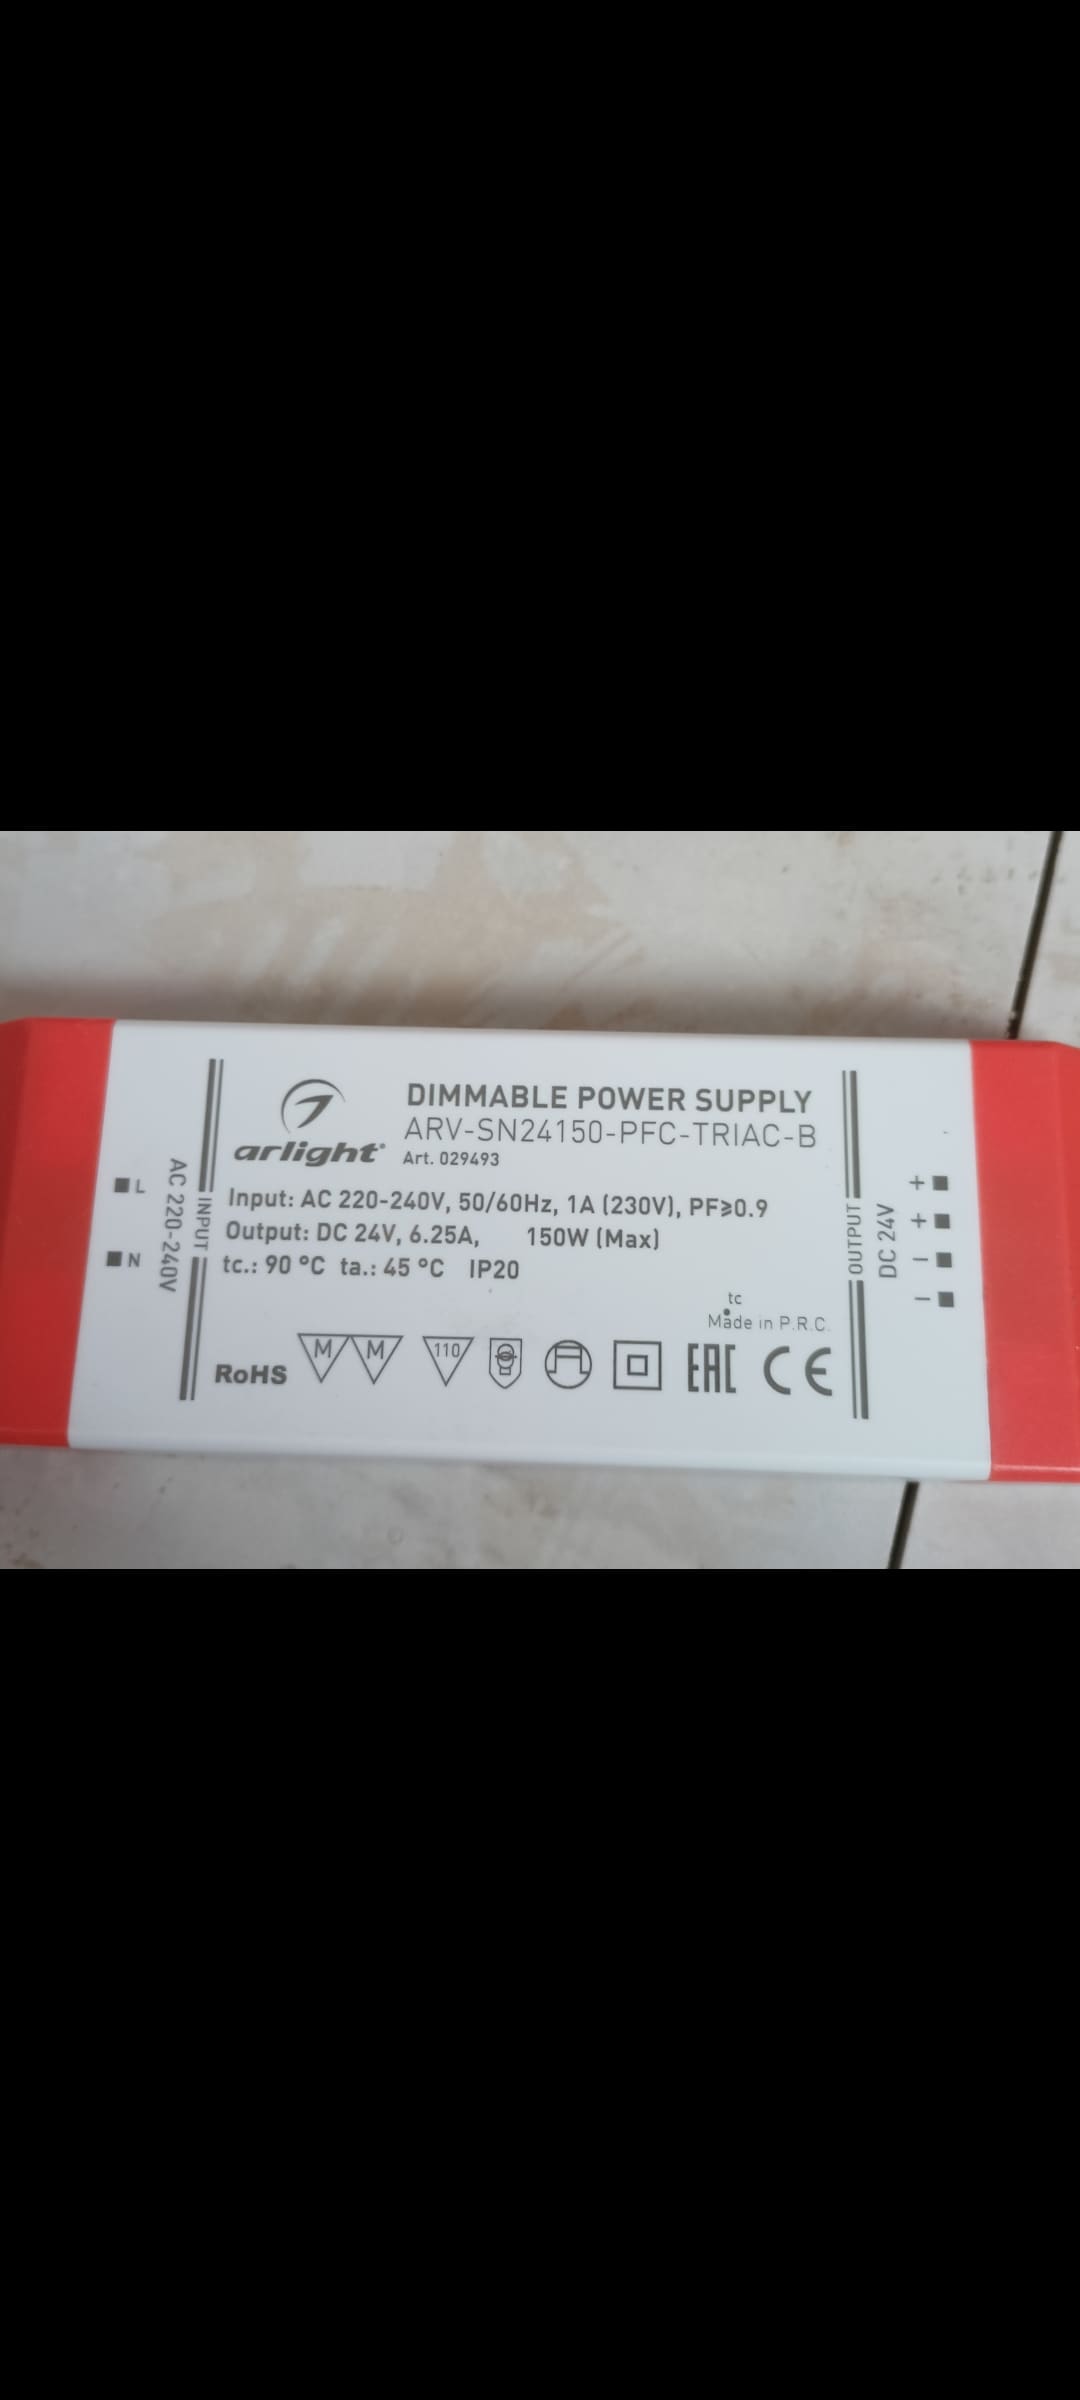 DIMMABLE POWER SUPPLY
ARV-SN24150-PFC-TRIAC-B
arlight®
Art. 029493
L
N
AC 220-240V
INPUT
Input: AC 220-240V, 50/60Hz, 1A (230V), PF≥0.9
Output: DC 24V, 6.25A, 150W (Max)
tc.: 90 °C ta.: 45 °C IP20
OUTPUT
DC 24V
+
+
−
−
tc
Made in P.R.C.
RoHS M M 110 EAC CE